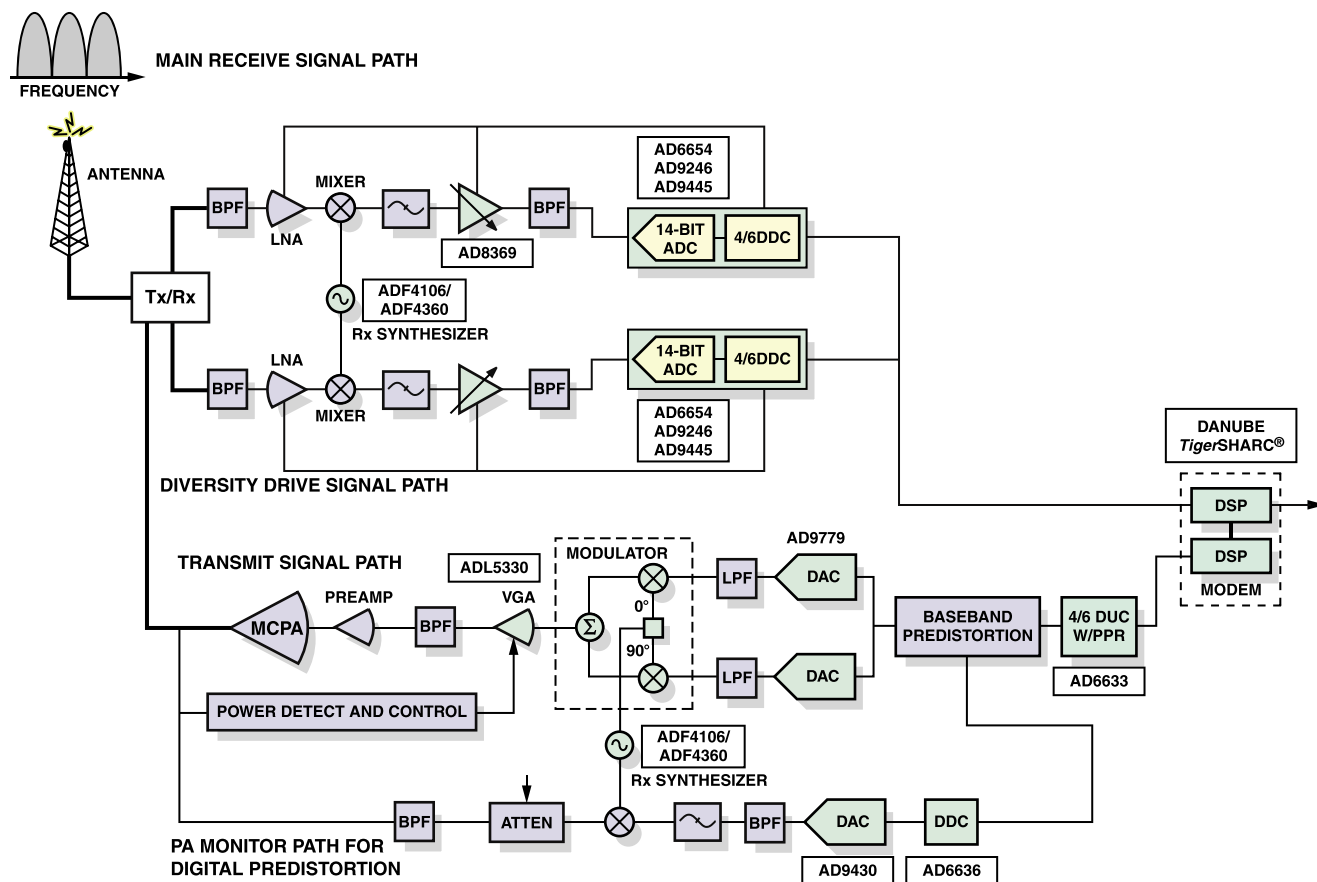 MAIN RECEIVE SIGNAL PATH
FREQUENCY
ANTENNA
AD6654
AD9246
AD9445
MIXER
BPF
LNA
BPF
14-BIT
ADC
4/6DDC
AD8369
Tx/Rx
ADF4106/
ADF4360
Rx SYNTHESIZER
LNA
BPF
MIXER
BPF
14-BIT
ADC
4/6DDC
AD6654
AD9246
AD9445
DIVERSITY DRIVE SIGNAL PATH
DANUBE
TigerSHARC®
DSP
DSP
MODEM
TRANSMIT SIGNAL PATH
ADL5330
MODULATOR
AD9779
MCPA
PREAMP
BPF
VGA
Σ
0°
90°
LPF
DAC
LPF
DAC
BASEBAND
PREDISTORTION
4/6 DUC
W/PPR
AD6633
POWER DETECT AND CONTROL
ADF4106/
ADF4360
Rx SYNTHESIZER
BPF
ATTEN
BPF
DAC
DDC
AD9430
AD6636
PA MONITOR PATH FOR
DIGITAL PREDISTORTION